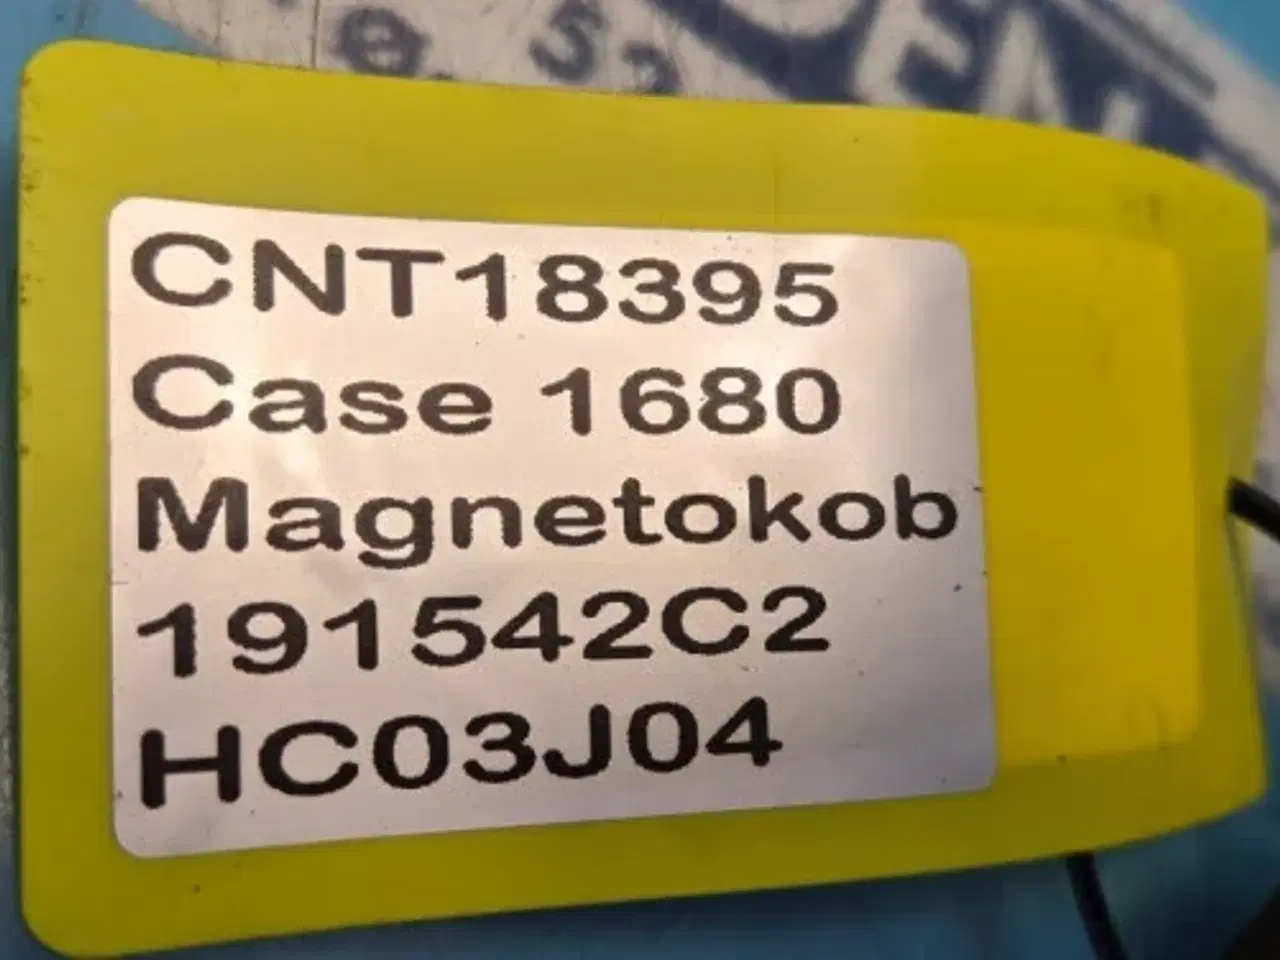 CNT18395
Case 1680
Magnetokob
191542C2
HC03J04